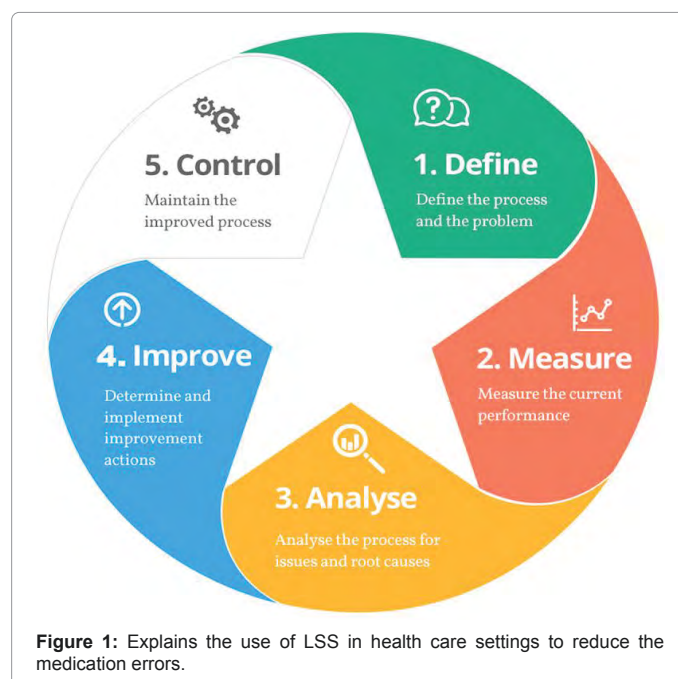 1. Define
Define the process
and the problem
2. Measure
Measure the current
performance
3. Analyse
Analyse the process for
issues and root causes
4. Improve
Determine and
implement
improvement
actions
5. Control
Maintain the
improved process
Figure 1: Explains the use of LSS in health care settings to reduce the
medication errors.